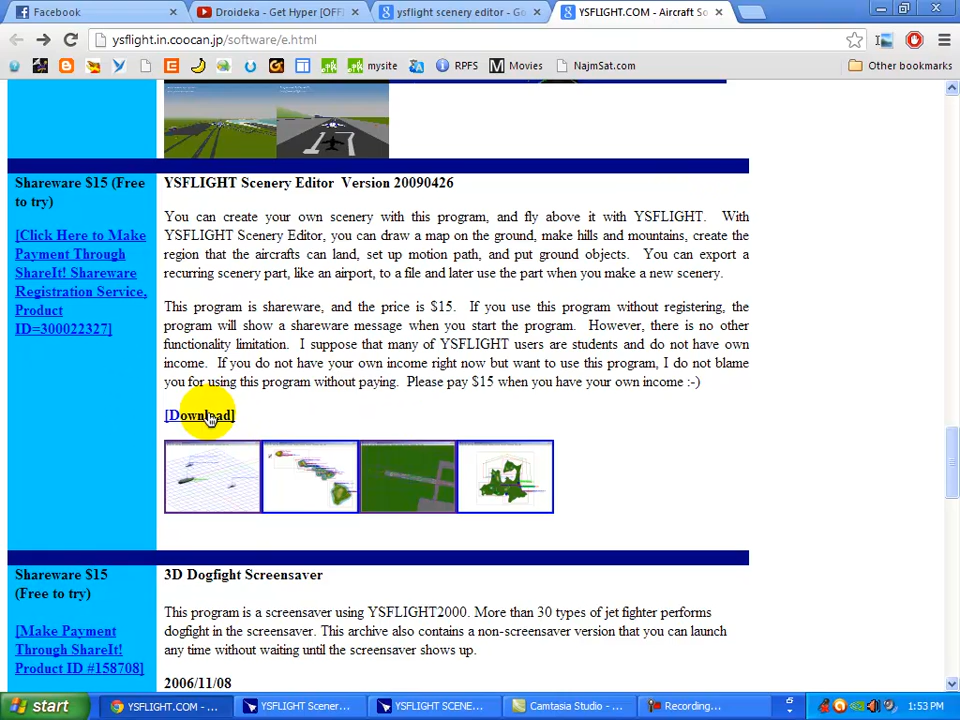 Facebook
Droideka - Get Hyper [OFFI
ysflight scenery editor - Go
YSFLIGHT.COM - Aircraft So
ysflight.in.coocan.jp/software/e.html
mysite
RPFS
Movies
NajmSat.com
Other bookmarks
17
Shareware $15 (Free
to try)
[Click Here to Make
Payment Through
ShareIt! Shareware
Registration Service,
Product
ID=300022327]
YSFLIGHT Scenery Editor Version 20090426
You can create your own scenery with this program, and fly above it with YSFLIGHT. With
YSFLIGHT Scenery Editor, you can draw a map on the ground, make hills and mountains, create the
region that the aircrafts can land, set up motion path, and put ground objects. You can export a
recurring scenery part, like an airport, to a file and later use the part when you make a new scenery.
This program is shareware, and the price is $15. If you use this program without registering, the
program will show a shareware message when you start the program. However, there is no other
functionality limitation. I suppose that many of YSFLIGHT users are students and do not have own
income. If you do not have your own income right now but want to use this program, I do not blame
you for using this program without paying. Please pay $15 when you have your own income :-)
[Download]
Shareware $15
(Free to try)
[Make Payment
Through ShareIt!
Product ID #158708]
3D Dogfight Screensaver
This program is a screensaver using YSFLIGHT2000. More than 30 types of jet fighter performs
dogfight in the screensaver. This archive also contains a non-screensaver version that you can launch
any time without waiting until the screensaver shows up.
2006/11/08
start
YSFLIGHT.COM - ...
YSFLIGHT Scener...
YSFLIGHT SCENE...
Camtasia Studio - ...
Recording...
1:53 PM